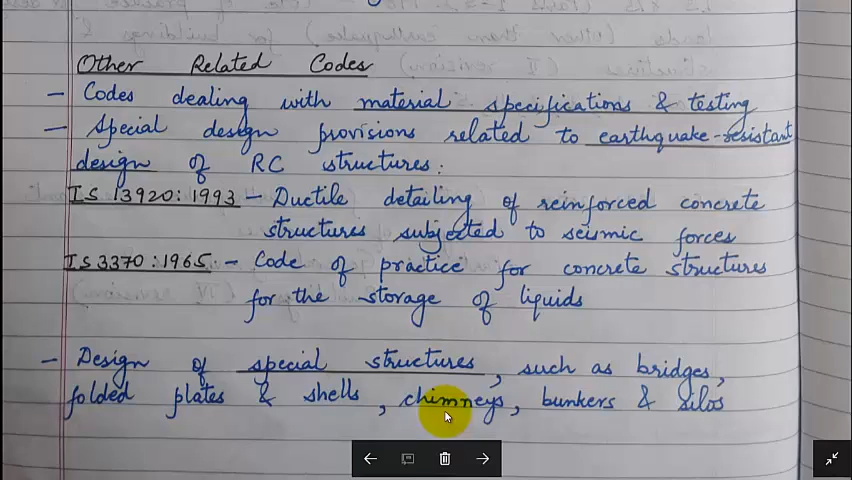 Other Related Codes
- Codes dealing with material specifications & testing
- Special design provisions related to earthquake-resistant
design of RC structures:
IS 13920:1993 - Ductile detailing of reinforced concrete
structures subjected to seismic forces
IS 3370:1965 - Code of practice for concrete structures
for the storage of liquids
- Design of special structures, such as bridges,
folded plates & shells, chimneys, bunkers & silos